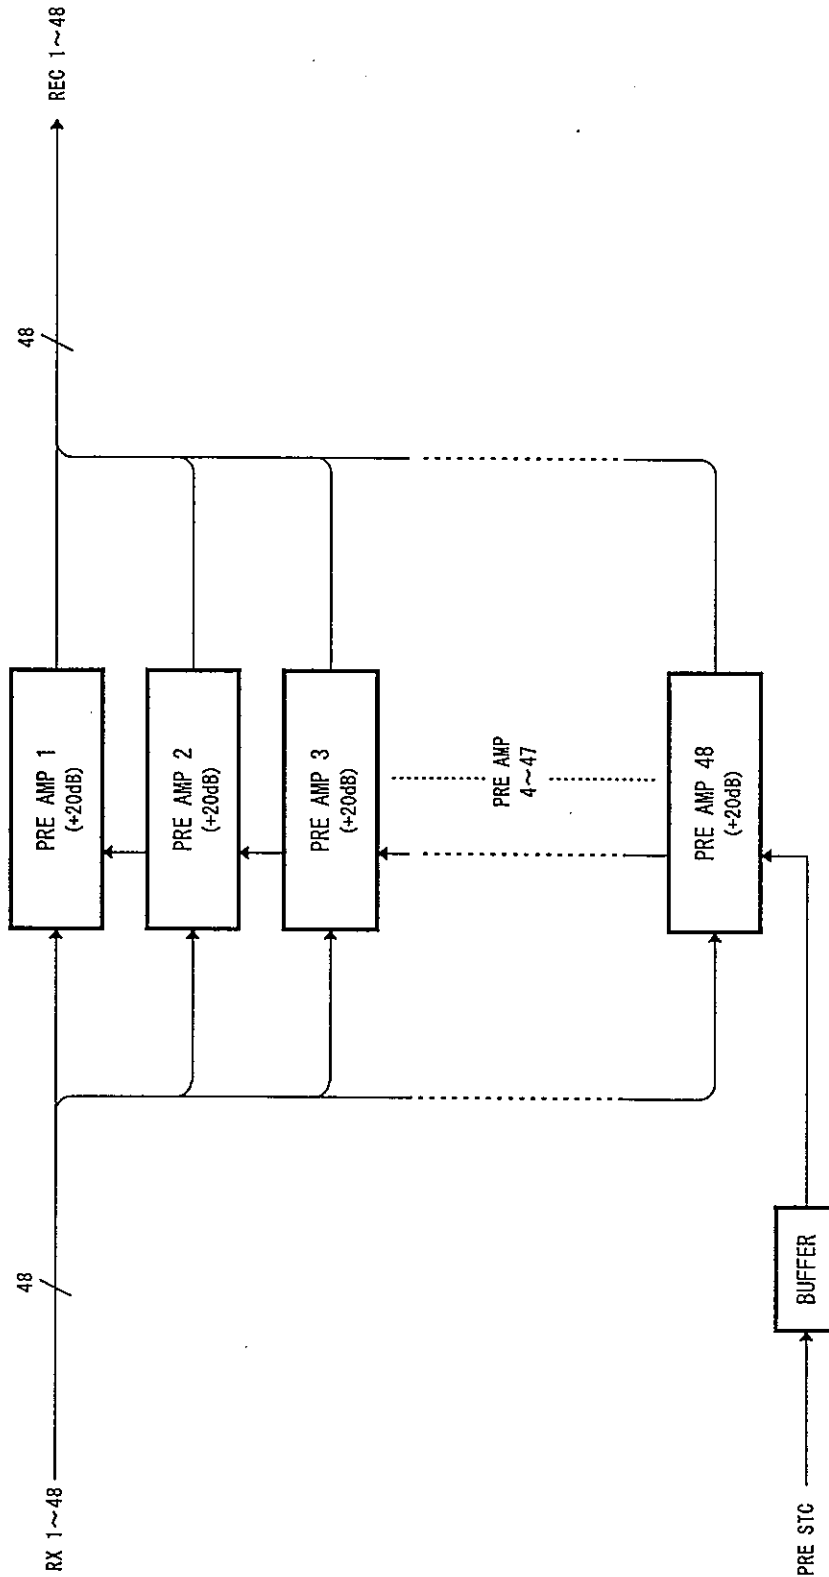 RX 1~48
48
PRE AMP 1
(+20dB)
48
REC 1~48
PRE AMP 2
(+20dB)
PRE AMP 3
(+20dB)
PRE AMP
4~47
PRE AMP 48
(+20dB)
PRE STC
BUFFER